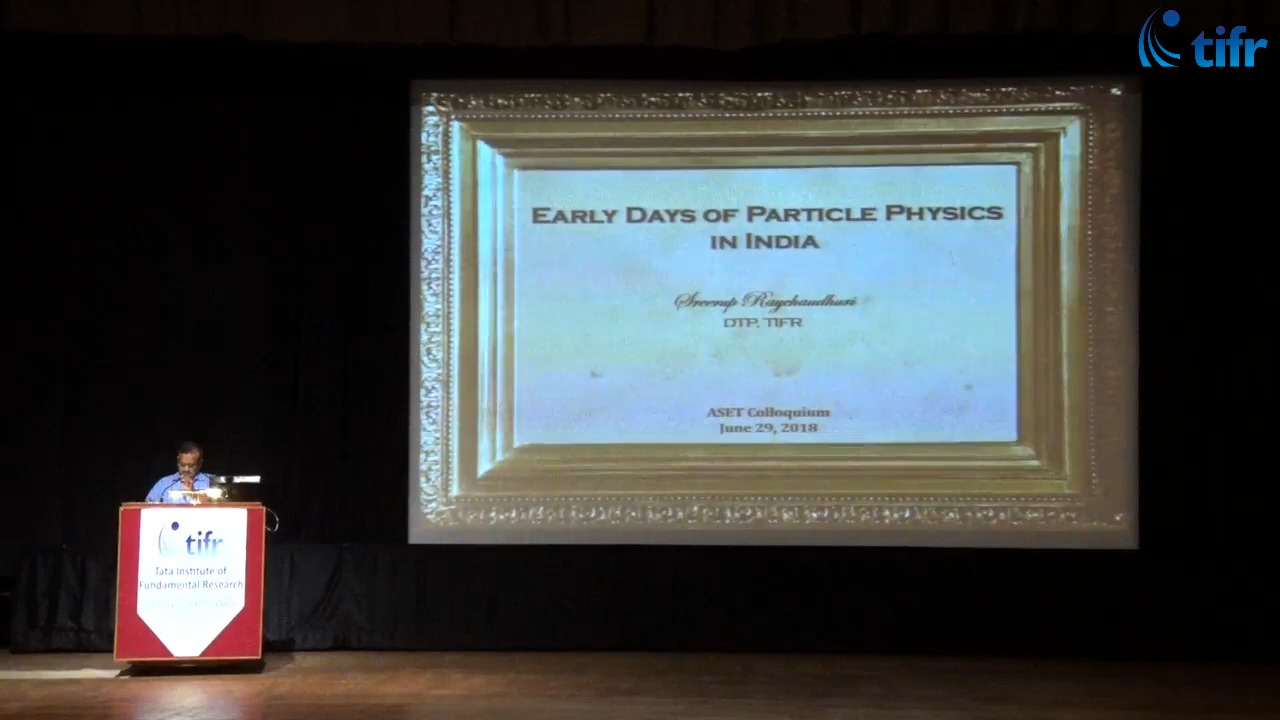 tifr
EARLY DAYS OF PARTICLE PHYSICS
IN INDIA
Sreerup Raychaudhuri
DTP, TIFR
ASET Colloquium
June 29, 2018
tifr
Tata Institute of
Fundamental Research